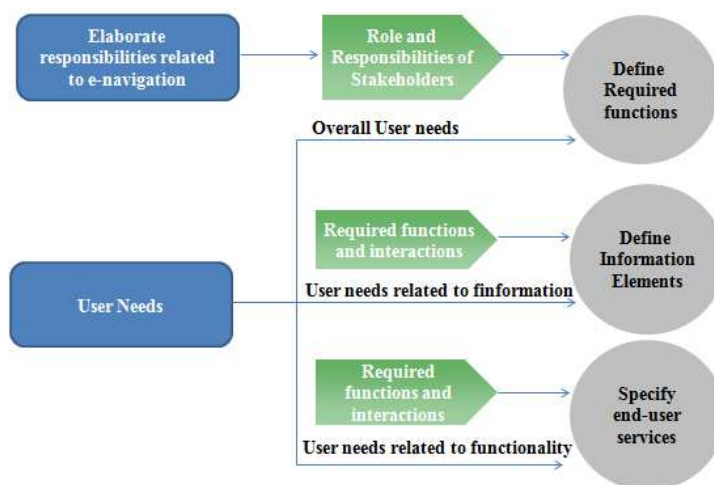 Elaborate
responsibilities related
to e-navigation
Role and
Responsibilities of
Stakeholders
Define
Required
functions
Overall User needs
Required functions
and interactions
Define
Information
Elements
User Needs
User needs related to finformation
Required
functions and
interactions
Specify
end-user
services
User needs related to functionality